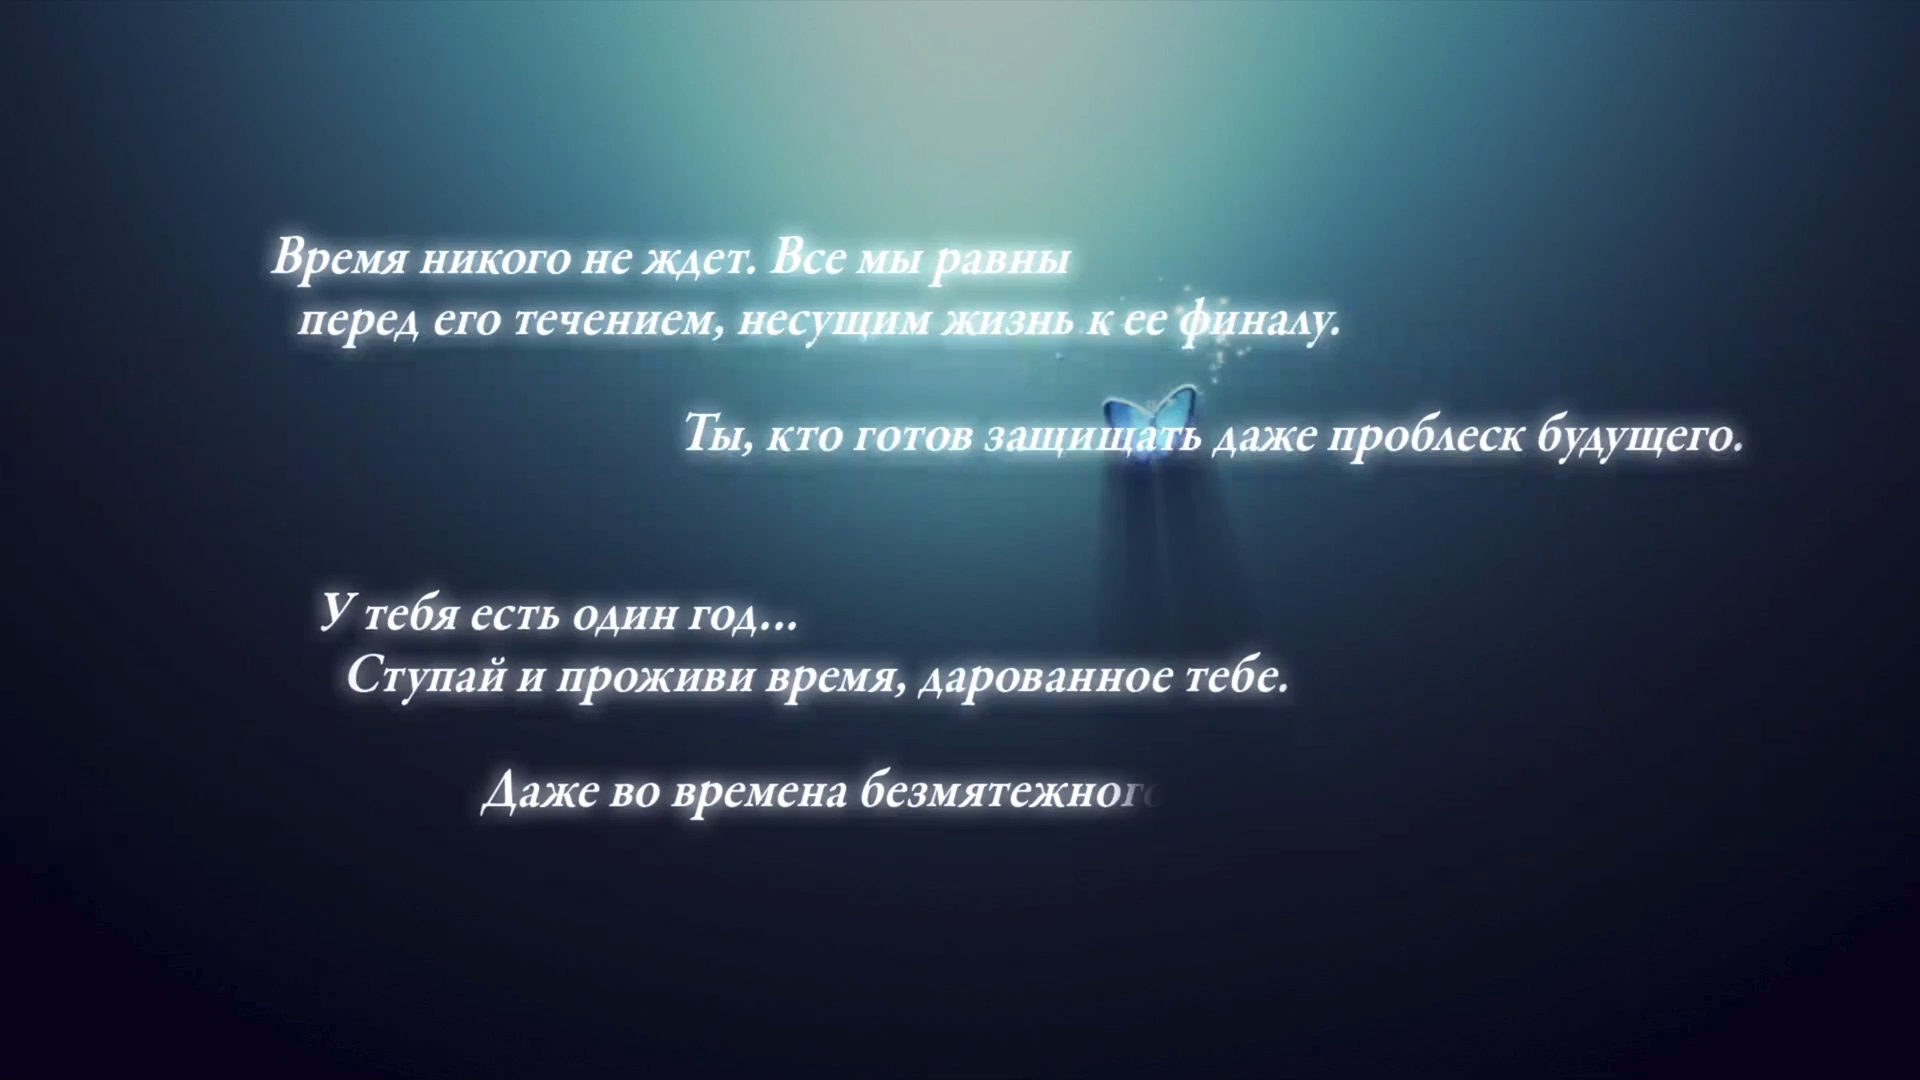 Время никого не ждет. Все мы равны
перед его течением, несущим жизнь к ее финалу.
Ты, кто готов защищать даже проблеск будущего.
У тебя есть один год...
Ступай и проживи время, дарованное тебе.
Даже во времена безмятежного